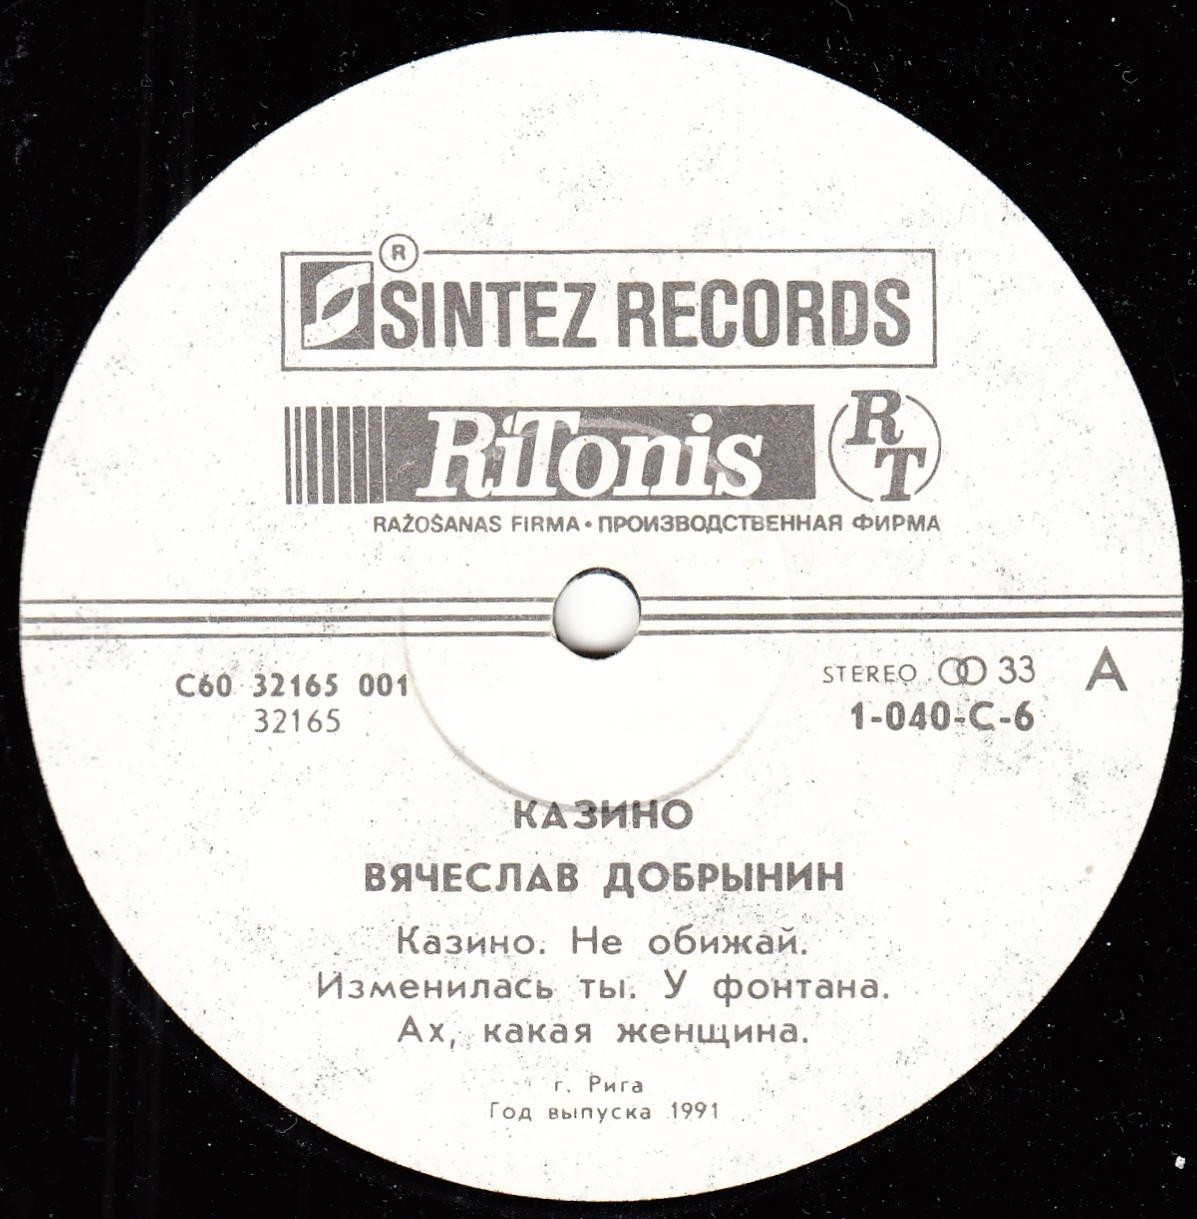 ®
SINTEZ RECORDS
RiTonis RT
RAŽOŠANAS FIRMA • ПРОИЗВОДСТВЕННАЯ ФИРМА
С60 32165 001
32165
STEREO 33 A
1-040-C-6
КАЗИНО
ВЯЧЕСЛАВ ДОБРЫНИН
Казино. Не обижай.
Изменилась ты. У фонтана.
Ах, какая женщина.
г. Рига
Год выпуска 1991